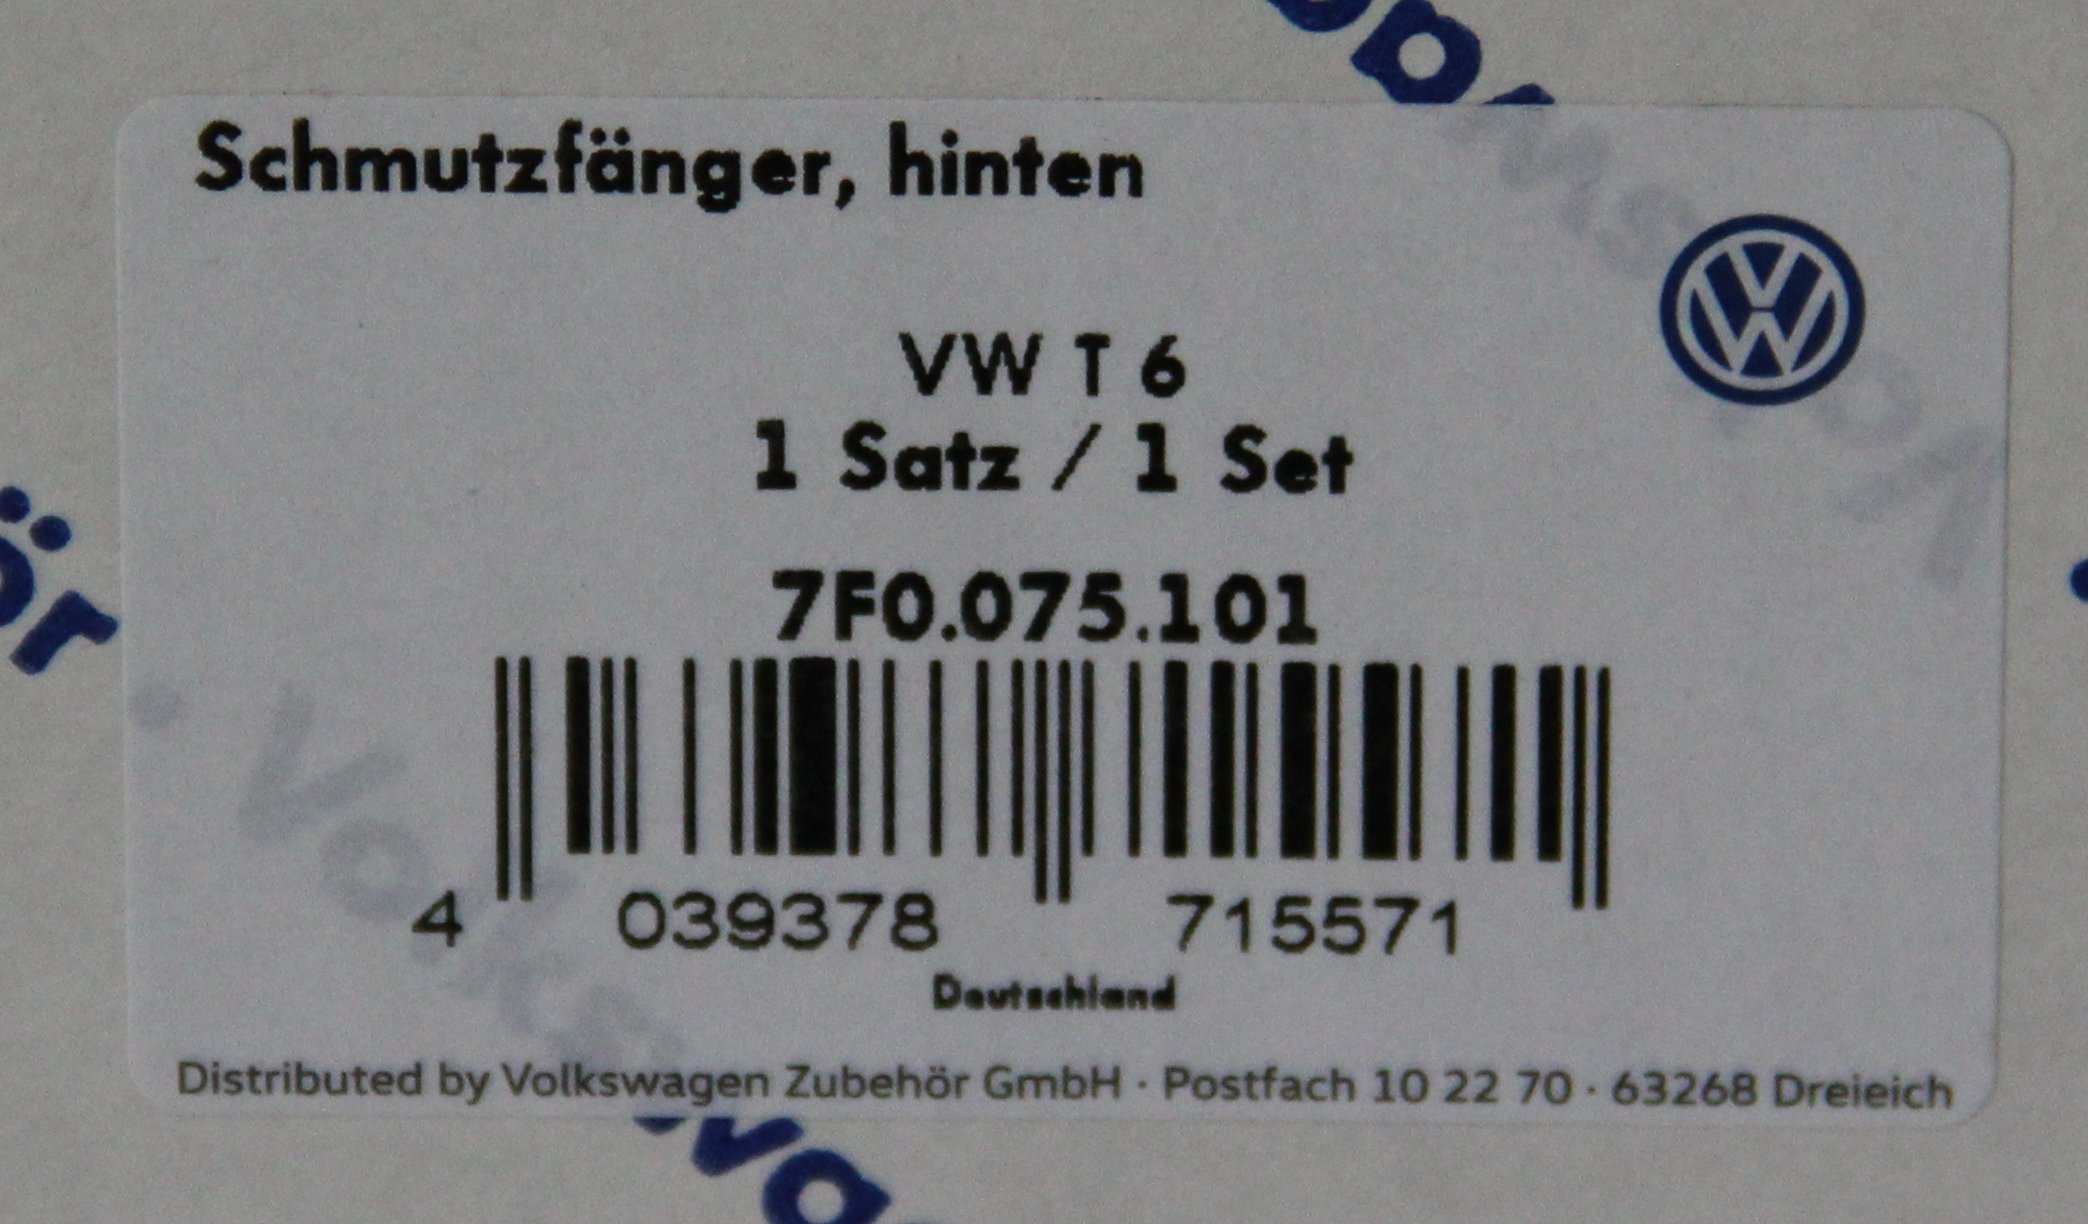 Schmutzfänger, hinten
VW T 6
1 Satz / 1 Set
7F0.075.101
4 039378 715571
Deutschland
Distributed by Volkswagen Zubehör GmbH · Postfach 10 22 70 · 63268 Dreieich